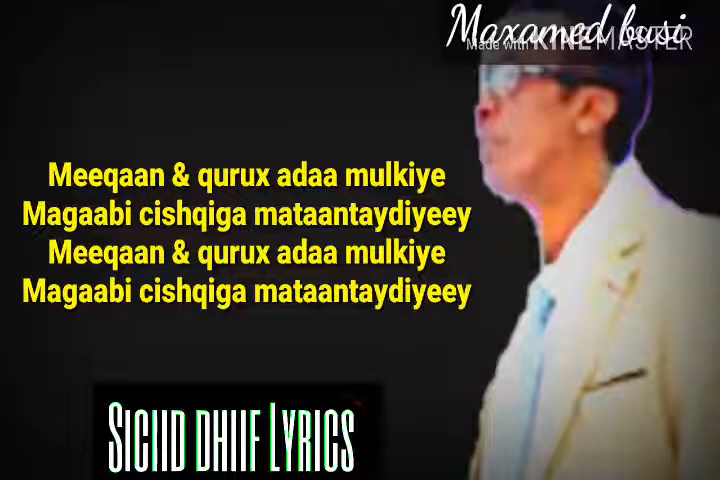 Maxamed busi
Made with KINEMASTER
Meeqaan & qurux adaa mulkiye
Magaabi cishqiga mataantaydiyeey
Meeqaan & qurux adaa mulkiye
Magaabi cishqiga mataantaydiyeey
Siciid dhiif Lyrics